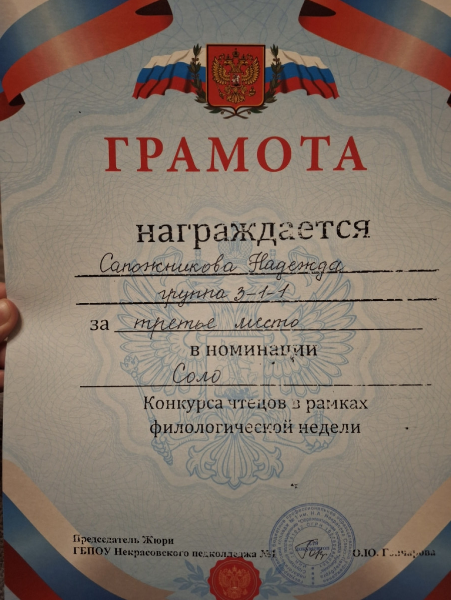 ГРАМОТА
награждается
Сапожникова Надежда
группа 3-1-1
за третье место
в номинации
Соло
Конкурса чтецов в рамках
филологической недели
Председатель Жюри
ГБПОУ Некрасовского педколледжа №1 О.Ю. Гончарова